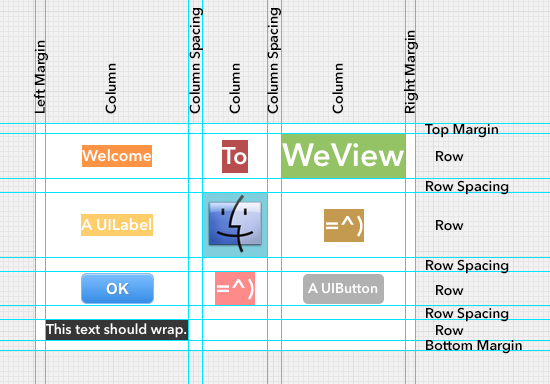 Left Margin
Column
Column Spacing
Column
Column Spacing
Column
Right Margin
Top Margin
Welcome
To
WeView
Row
Row Spacing
A UILabel
=^)
Row
Row Spacing
OK
=^)
A UIButton
Row
Row Spacing
This text should wrap.
Row
Bottom Margin